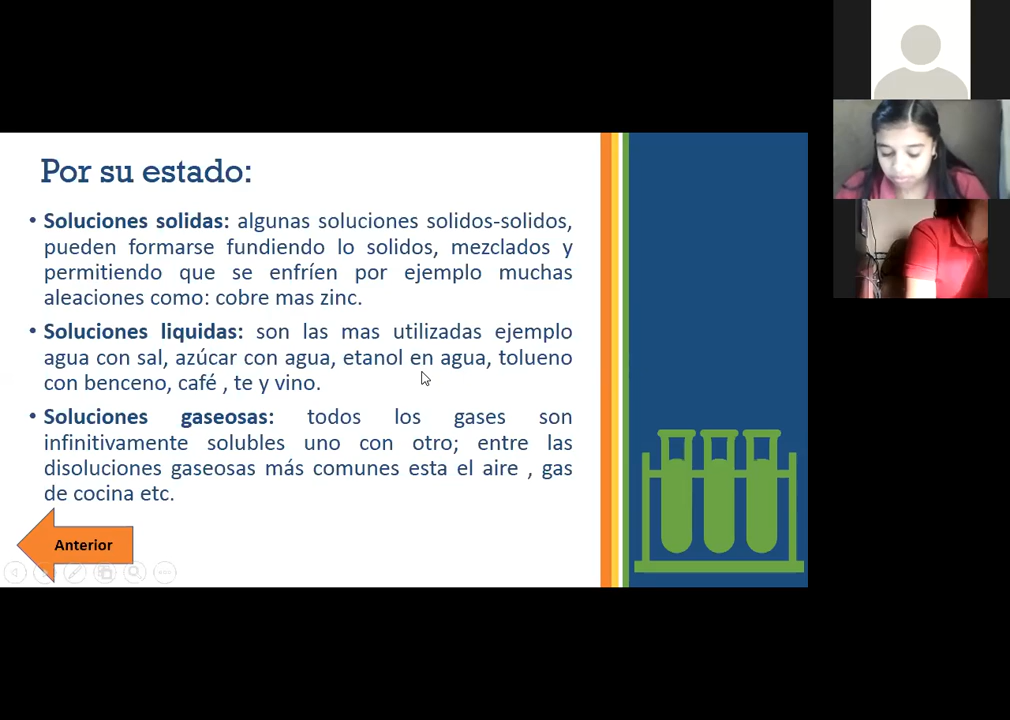 Por su estado:
• Soluciones solidas: algunas soluciones solidos-solidos,
pueden formarse fundiendo lo solidos, mezclados y
permitiendo que se enfríen por ejemplo muchas
aleaciones como: cobre mas zinc.
• Soluciones liquidas: son las mas utilizadas ejemplo
agua con sal, azúcar con agua, etanol en agua, tolueno
con benceno, café , te y vino.
• Soluciones gaseosas: todos los gases son
infinitivamente solubles uno con otro; entre las
disoluciones gaseosas más comunes esta el aire , gas
de cocina etc.
Anterior